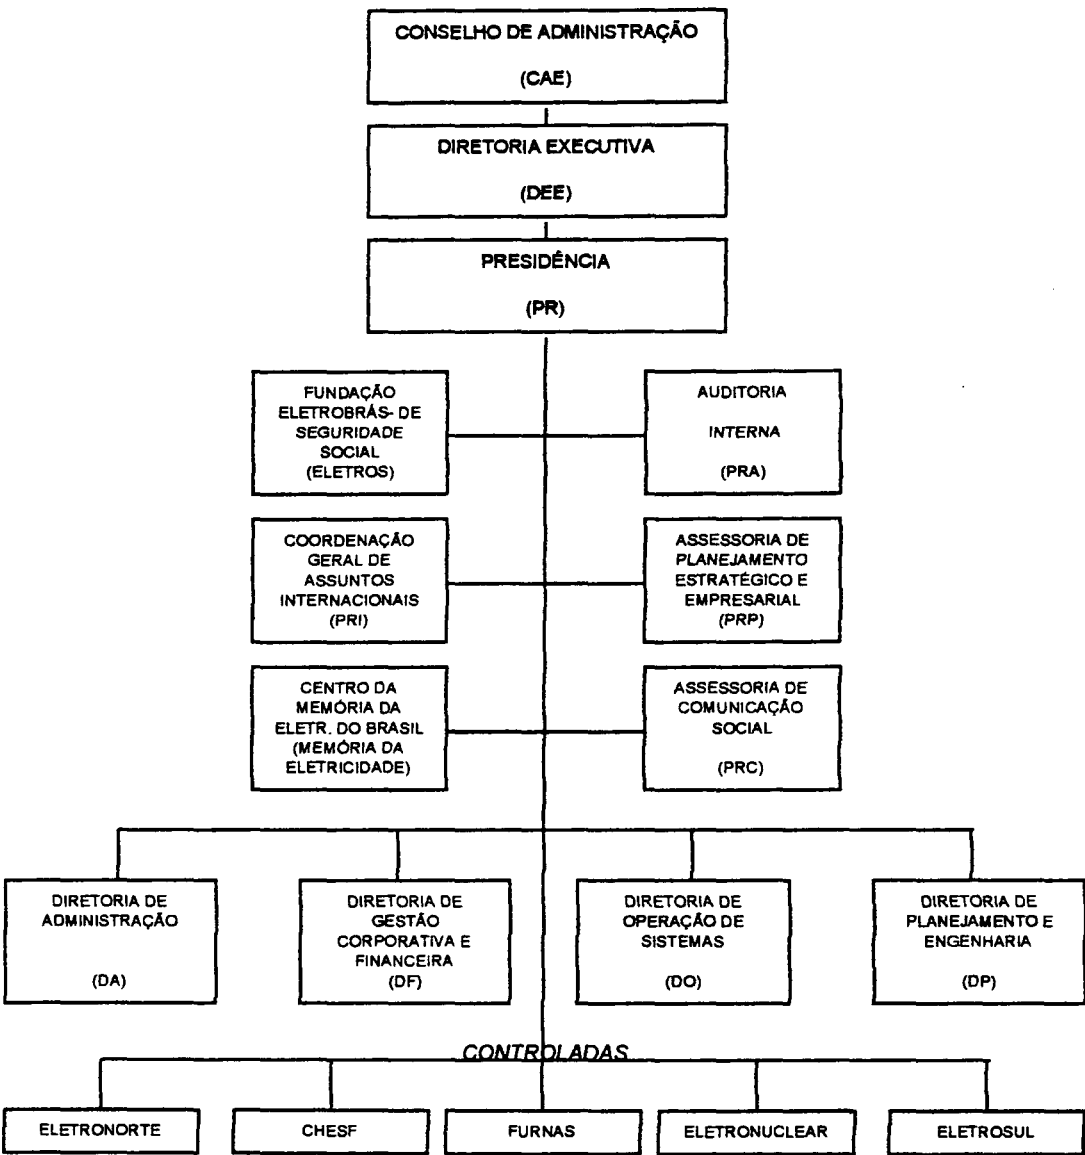 CONSELHO DE ADMINISTRAÇÃO
(CAE)
DIRETORIA EXECUTIVA
(DEE)
PRESIDÊNCIA
(PR)
FUNDAÇÃO
ELETROBRÁS- DE
SEGURIDADE
SOCIAL
(ELETROS)
AUDITORIA
INTERNA
(PRA)
COORDENAÇÃO
GERAL DE
ASSUNTOS
INTERNACIONAIS
(PRI)
ASSESSORIA DE
PLANEJAMENTO
ESTRATÉGICO E
EMPRESARIAL
(PRP)
CENTRO DA
MEMÓRIA DA
ELETR. DO BRASIL
(MEMÓRIA DA
ELETRICIDADE)
ASSESSORIA DE
COMUNICAÇÃO
SOCIAL
(PRC)
DIRETORIA DE
ADMINISTRAÇÃO
(DA)
DIRETORIA DE
GESTÃO
CORPORATIVA E
FINANCEIRA
(DF)
DIRETORIA DE
OPERAÇÃO DE
SISTEMAS
(DO)
DIRETORIA DE
PLANEJAMENTO E
ENGENHARIA
(DP)
CONTROLADAS
ELETRONORTE
CHESF
FURNAS
ELETRONUCLEAR
ELETROSUL